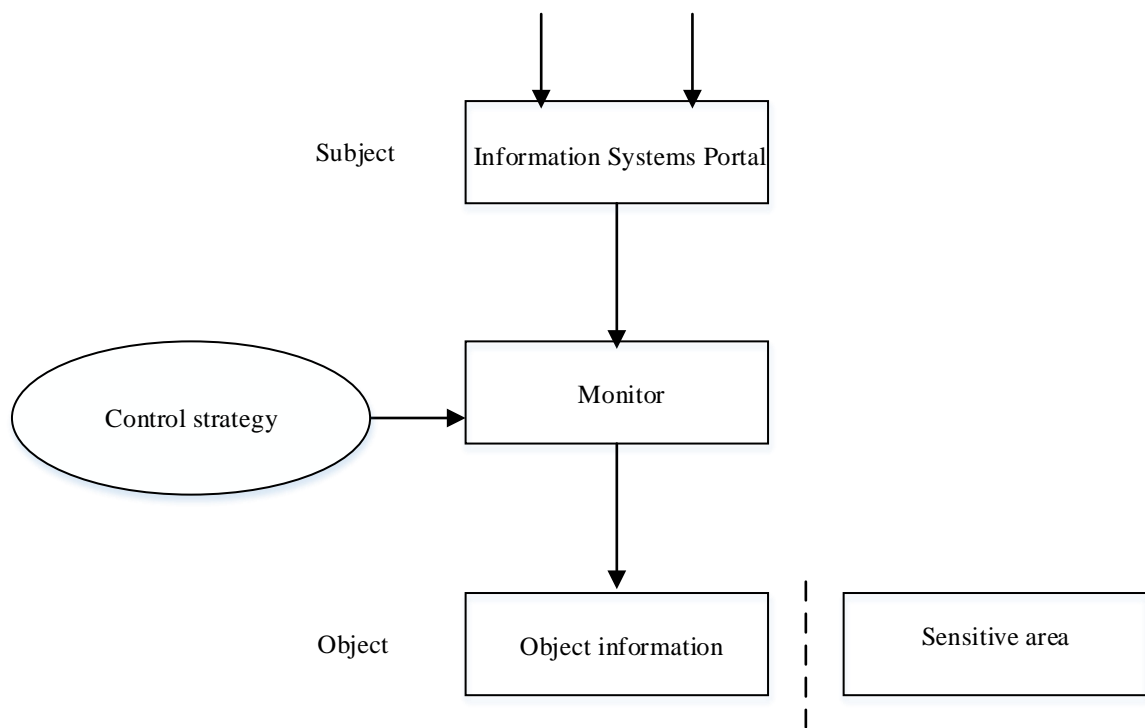 Subject
Information Systems Portal
Monitor
Control strategy
Object
Object information
Sensitive area